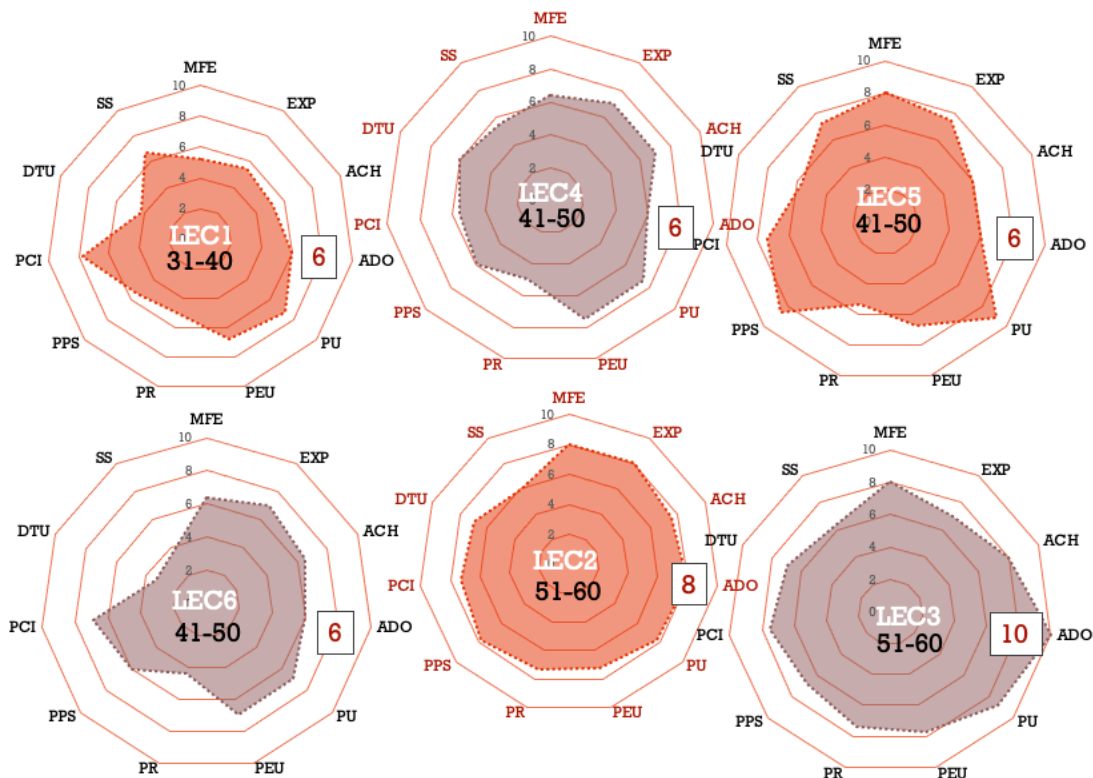 MFE
10
SS
EXP
8
6
DTU
ACH
4
2
LEC1
31-40
6
PCI
ADO
PPS
PU
PR
PEU
MFE
10
SS
EXP
8
6
DTU
ACH
4
2
LEC4
41-50
6
PCI
ADO
PPS
PU
PR
PEU
MFE
10
SS
EXP
8
DTU
ACH
6
4
2
LEC5
41-50
6
PCI
ADO
PPS
PU
PR
PEU
MFE
10
SS
EXP
8
6
DTU
ACH
4
2
LEC6
41-50
6
PCI
ADO
PPS
PU
PR
PEU
MFE
10
SS
EXP
8
6
DTU
ACH
4
2
LEC2
51-60
8
PCI
ADO
PPS
PU
PR
PEU
MFE
10
SS
EXP
8
6
DTU
ACH
4
2
0
LEC3
51-60
10
PCI
ADO
PPS
PU
PR
PEU